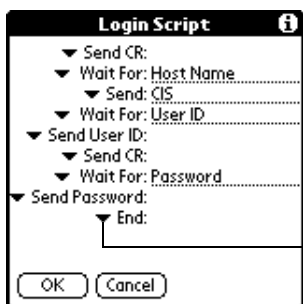 Login Script
Send CR:
Wait For: Host Name
Send: CIS
Wait For: User ID
Send User ID:
Send CR:
Wait For: Password
Send Password:
End:
OK Cancel